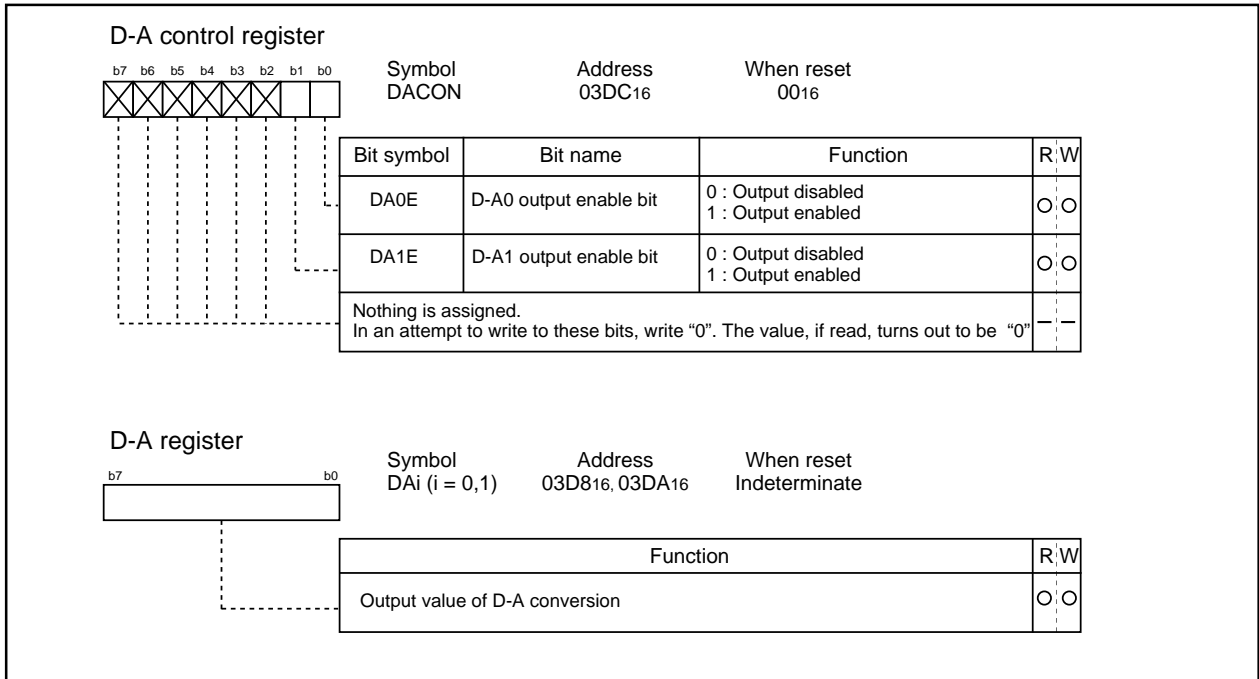 D-A control register
b7 b6 b5 b4 b3 b2 b1 b0
Symbol Address When reset
DACON 03DC16 0016
Bit symbol Bit name Function R W
DA0E D-A0 output enable bit 0 : Output disabled
1 : Output enabled
DA1E D-A1 output enable bit 0 : Output disabled
1 : Output enabled
Nothing is assigned.
In an attempt to write to these bits, write “0”. The value, if read, turns out to be “0”
D-A register
b7 b0
Symbol Address When reset
DAi (i = 0,1) 03D816, 03DA16 Indeterminate
Function R W
Output value of D-A conversion